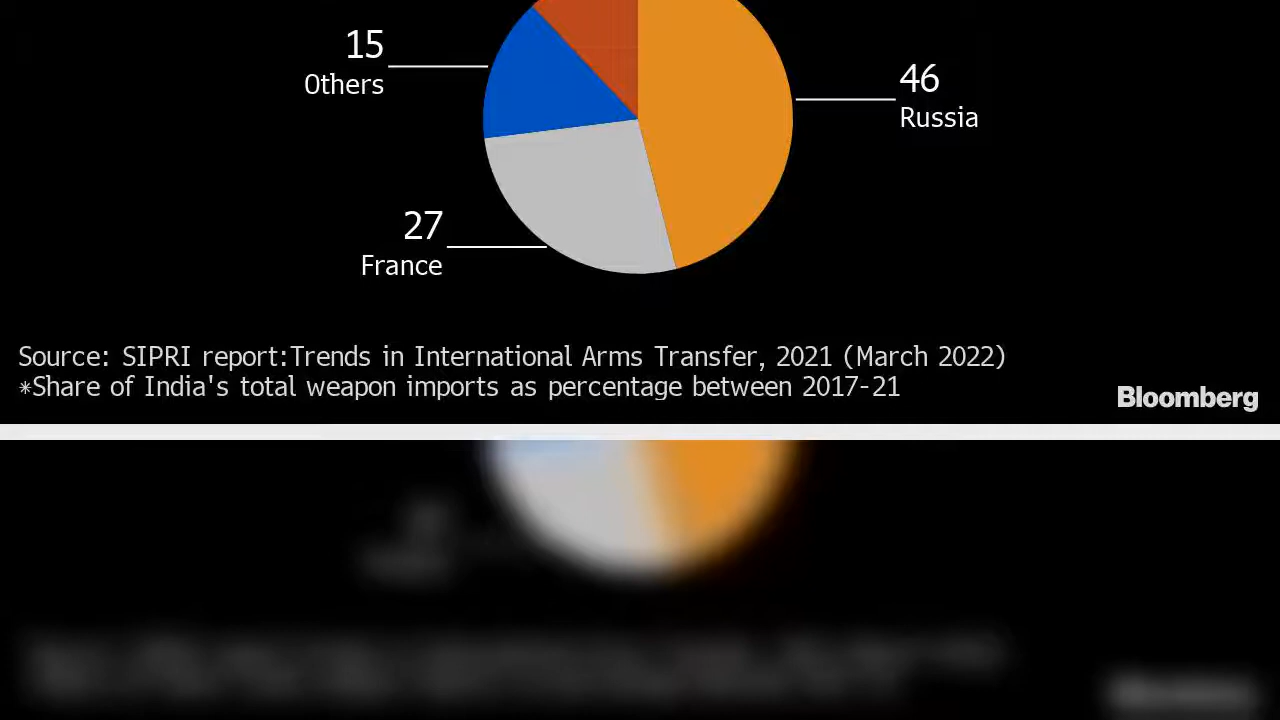 15
Others
46
Russia
27
France
Source: SIPRI report:Trends in International Arms Transfer, 2021 (March 2022)
*Share of India's total weapon imports as percentage between 2017-21
Bloomberg